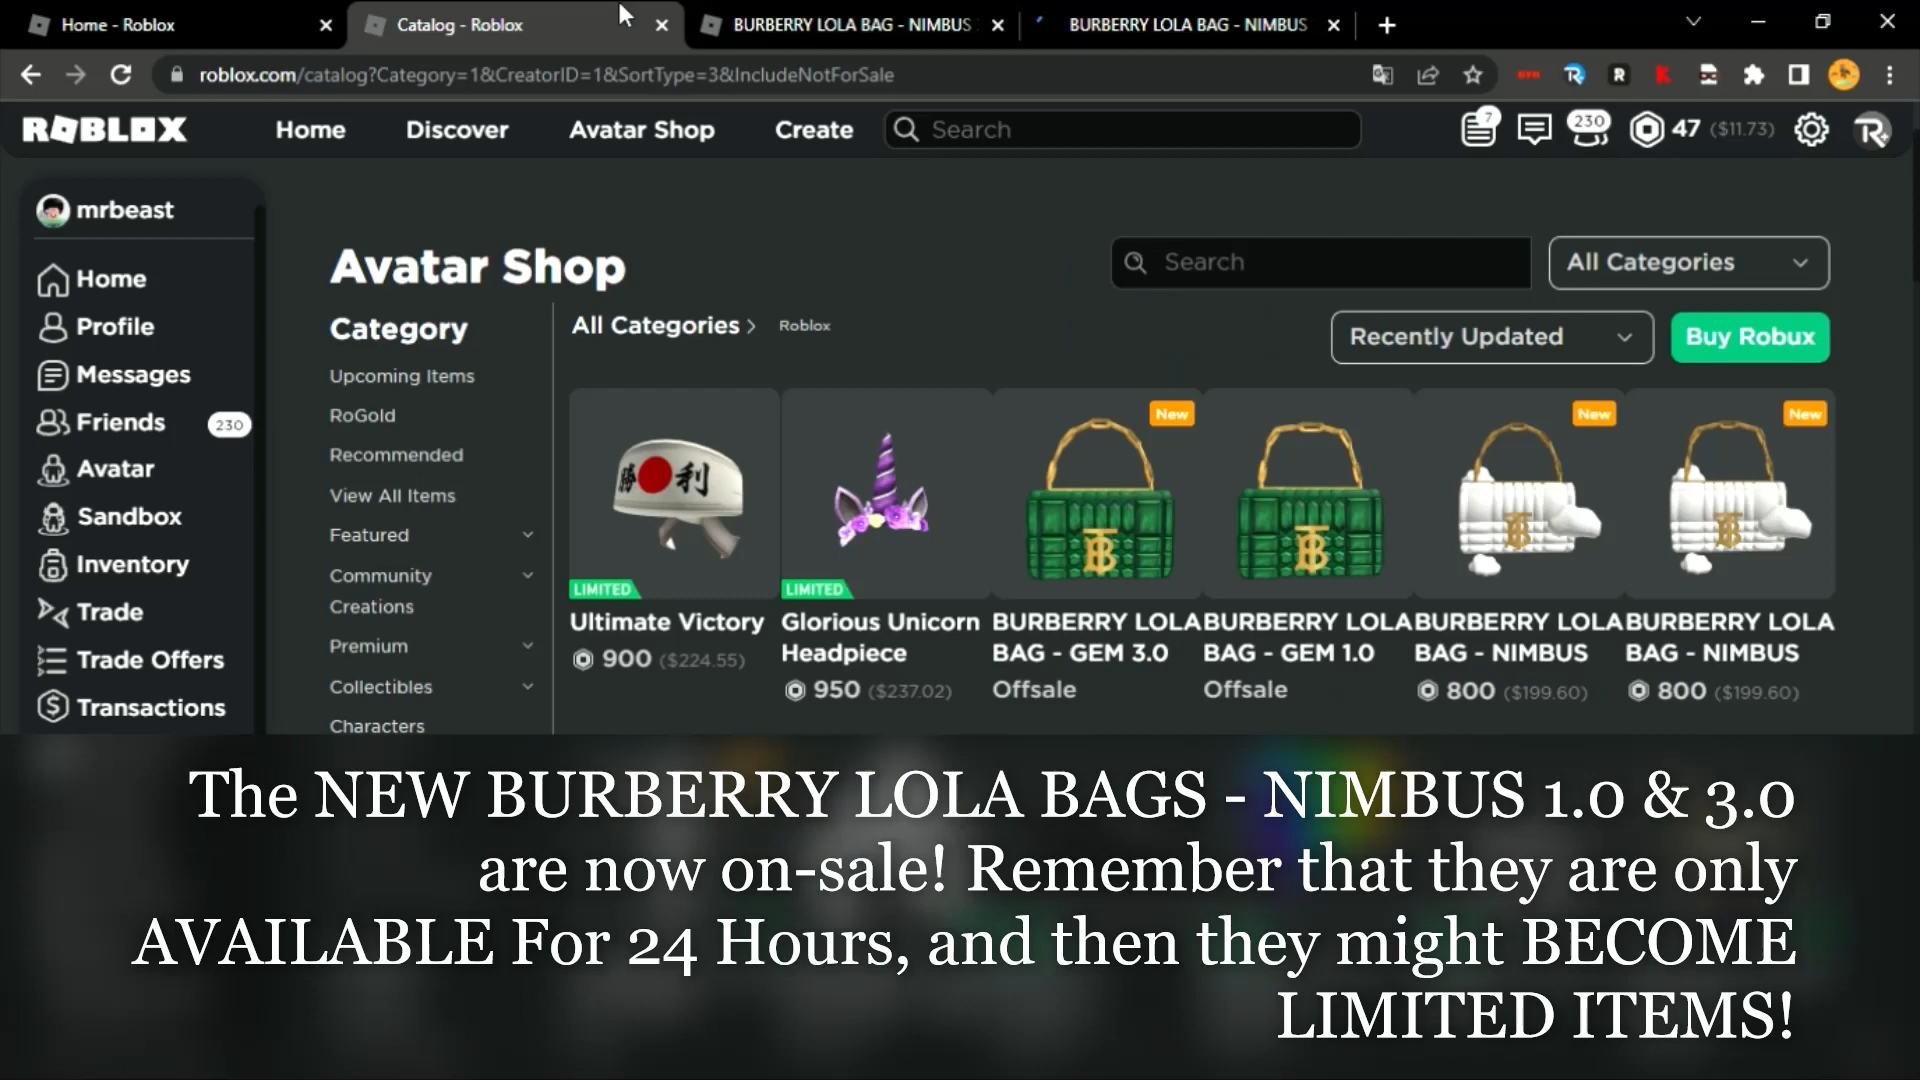 Home - Roblox
Catalog - Roblox
BURBERRY LOLA BAG - NIMBUS
BURBERRY LOLA BAG - NIMBUS
roblox.com/catalog?Category=1&CreatorID=1&SortType=3&IncludeNotForSale
ROBLOX
Home
Discover
Avatar Shop
Create
Search
7
230
47 ($11.73)
mrbeast
Home
Profile
Messages
Friends
230
Avatar
Sandbox
Inventory
Trade
Trade Offers
Transactions
Avatar Shop
Search
All Categories
Category
Upcoming Items
RoGold
Recommended
View All Items
Featured
Community
Creations
Premium
Collectibles
Characters
All Categories
Roblox
Recently Updated
Buy Robux
勝利
LIMITED
Ultimate Victory
900 ($224.55)
LIMITED
Glorious Unicorn
Headpiece
950 ($237.02)
New
BURBERRY LOLA
BAG - GEM 3.0
Offsale
BURBERRY LOLA
BAG - GEM 1.0
Offsale
New
BURBERRY LOLA
BAG - NIMBUS
800 ($199.60)
New
BURBERRY LOLA
BAG - NIMBUS
800 ($199.60)
The NEW BURBERRY LOLA BAGS - NIMBUS 1.0 & 3.0
are now on-sale! Remember that they are only
AVAILABLE For 24 Hours, and then they might BECOME
LIMITED ITEMS!